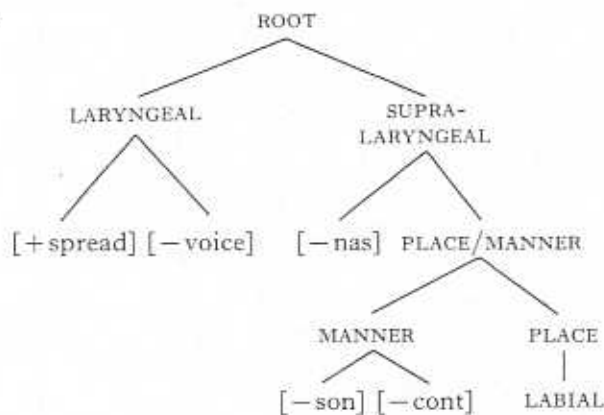 ROOT
LARYNGEAL SUPRA-
LARYNGEAL
[+spread] [−voice] [−nas] PLACE/MANNER
MANNER PLACE
[−son] [−cont] LABIAL